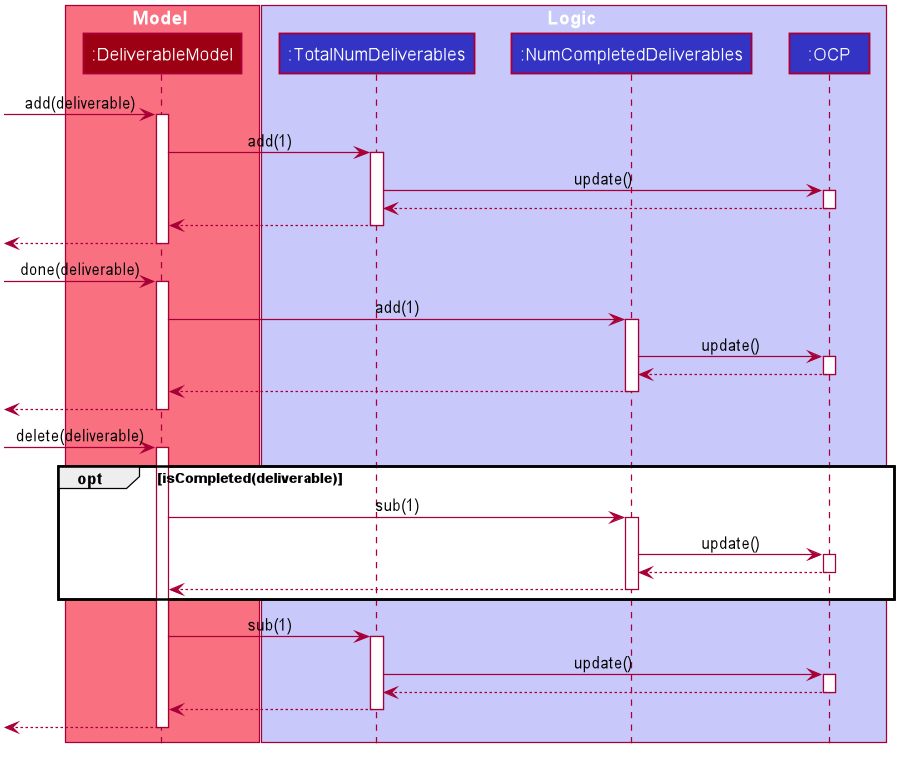 Model
Logic
:DeliverableModel
:TotalNumDeliverables
:NumCompletedDeliverables
:OCP
add(deliverable)
add(1)
update()
done(deliverable)
add(1)
update()
delete(deliverable)
opt
[isCompleted(deliverable)]
sub(1)
update()
sub(1)
update()